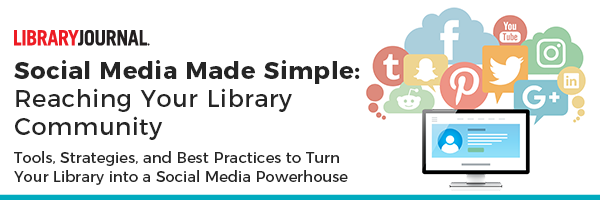 LIBRARYJOURNAL.
Social Media Made Simple:
Reaching Your Library
Community
Tools, Strategies, and Best Practices to Turn
Your Library into a Social Media Powerhouse
f
You
Tube
t
in
G+